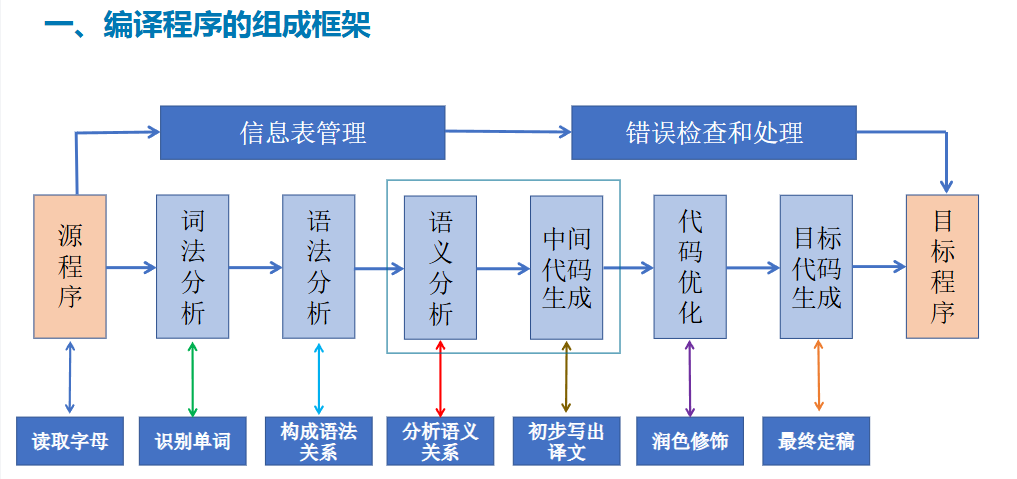 一、编译程序的组成框架
信息表管理
错误检查和处理
源
程
序
词
法
分
析
语
法
分
析
语
义
分
析
中间
代码
生成
代
码
优
化
目标
代码
生成
目
标
程
序
读取字母
识别单词
构成语法
关系
分析语义
关系
初步写出
译文
润色修饰
最终定稿